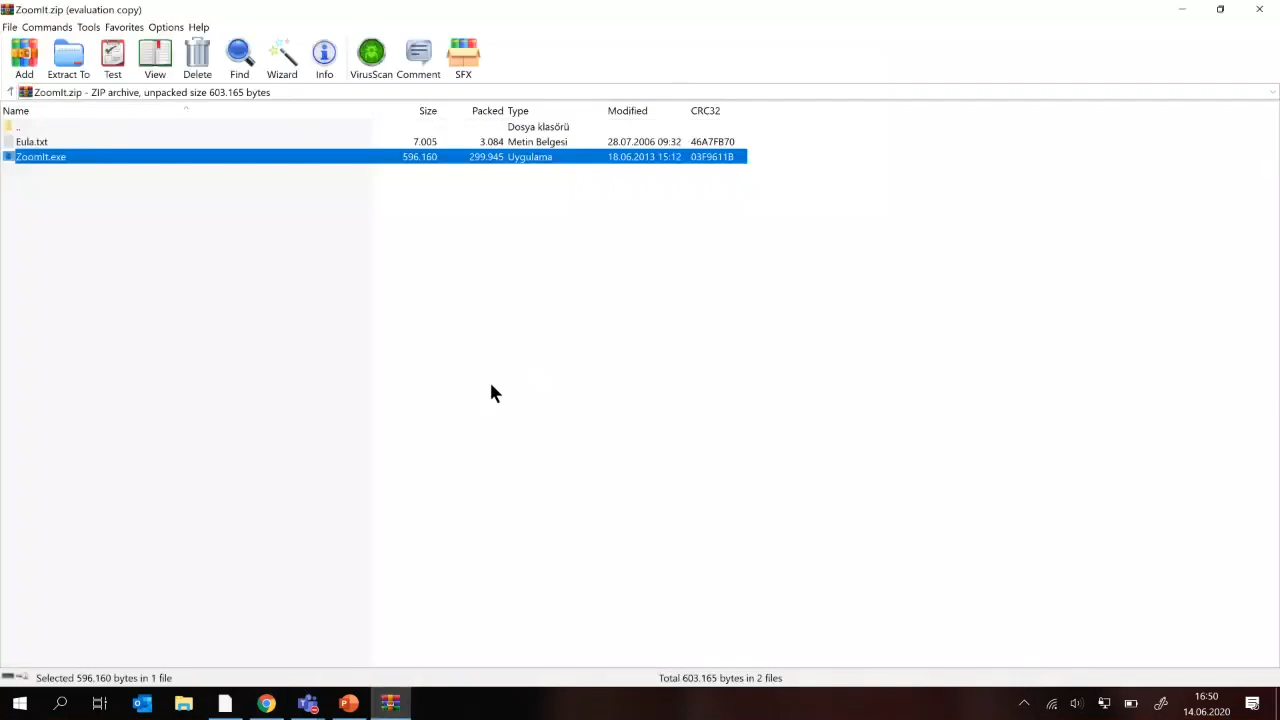 ZoomIt.zip (evaluation copy)
File Commands Tools Favorites Options Help
Add Extract To Test View Delete Find Wizard Info VirusScan Comment SFX
ZoomIt.zip - ZIP archive, unpacked size 603.165 bytes
Name Size Packed Type Modified CRC32
.. Dosya klasörü
Eula.txt 7.005 3.084 Metin Belgesi 28.07.2006 09:32 46A7FB70
ZoomIt.exe 596.160 299.945 Uygulama 18.06.2013 15:12 03F9611B
Selected 596.160 bytes in 1 file Total 603.165 bytes in 2 files
16:50
14.06.2020